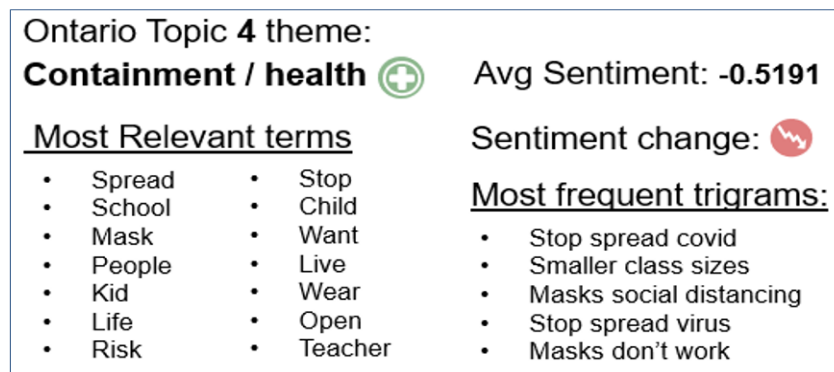 Ontario Topic 4 theme:
Containment / health
Avg Sentiment: -0.5191
Most Relevant terms
• Spread
• School
• Mask
• People
• Kid
• Life
• Risk
• Stop
• Child
• Want
• Live
• Wear
• Open
• Teacher
Sentiment change:
Most frequent trigrams:
• Stop spread covid
• Smaller class sizes
• Masks social distancing
• Stop spread virus
• Masks don't work